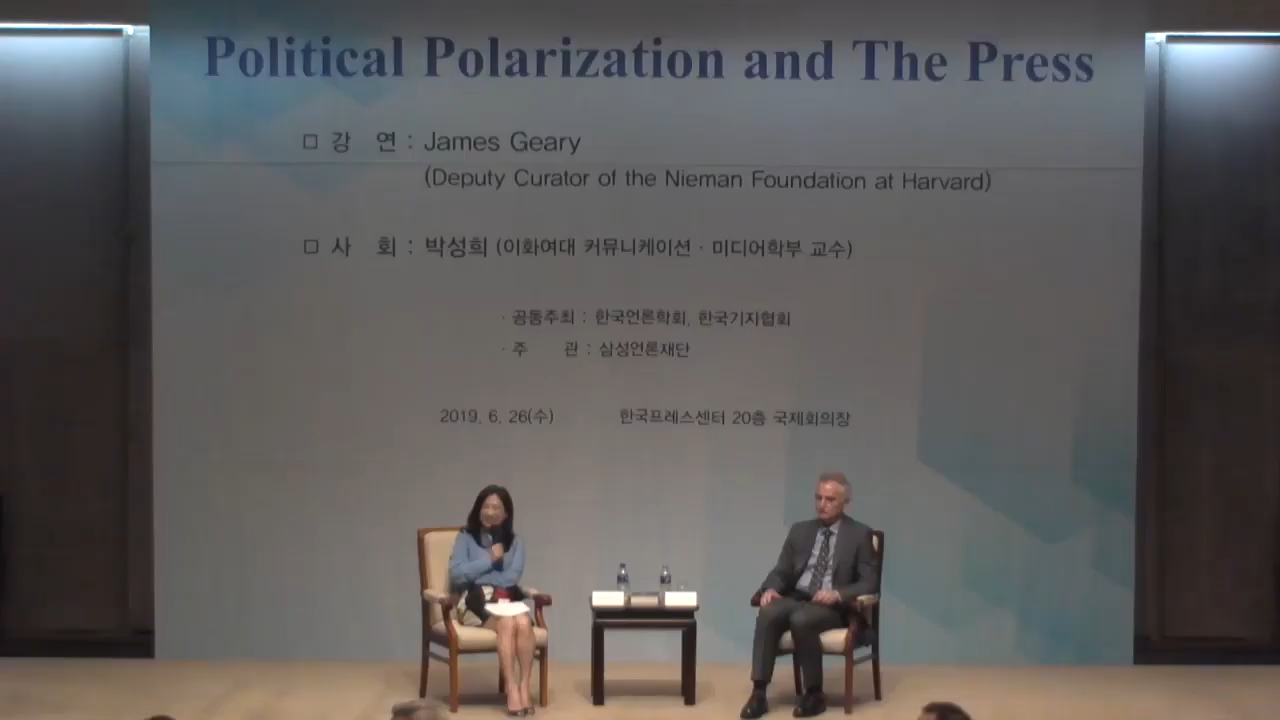 Political Polarization and The Press
□ 강 연 : James Geary
(Deputy Curator of the Nieman Foundation at Harvard)
□ 사 회 : 박성희 (이화여대 커뮤니케이션 · 미디어학부 교수)
· 공동주최 : 한국언론학회, 한국기자협회
· 주 관 : 삼성언론재단
2019. 6. 26(수) 한국프레스센터 20층 국제회의장